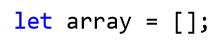 let array = [];